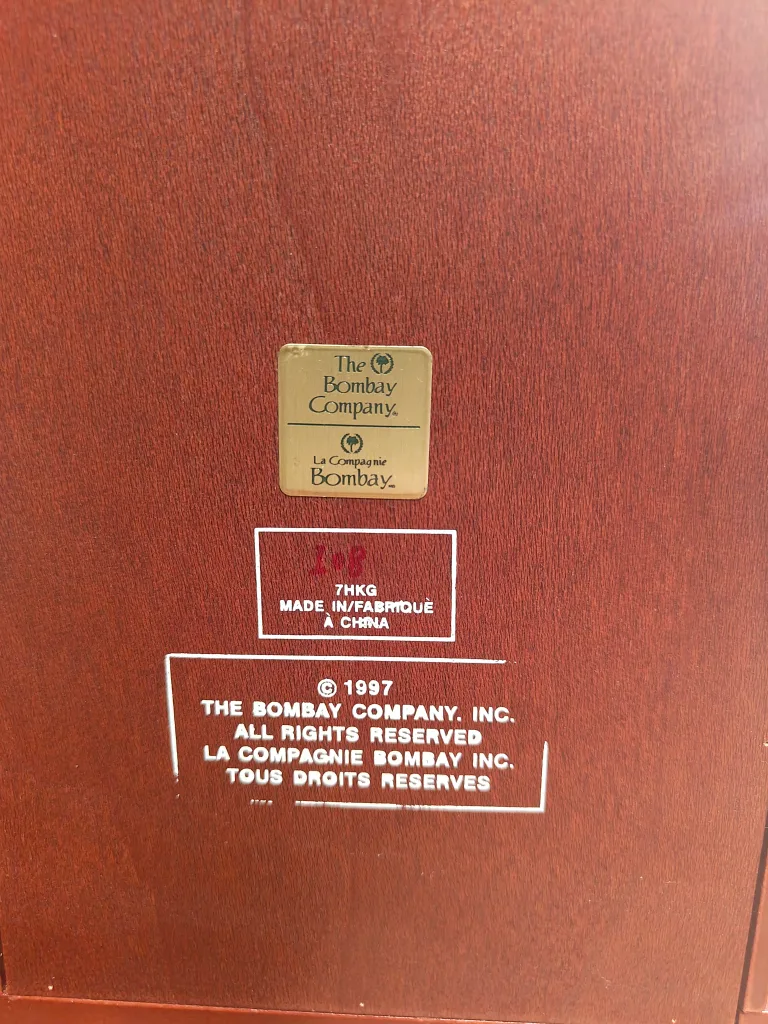 The
Bombay
Company
La Compagnie
Bombay
108
7HKG
MADE IN/FABRIQUÈ
À CHINA
© 1997
THE BOMBAY COMPANY. INC.
ALL RIGHTS RESERVED
LA COMPAGNIE BOMBAY INC.
TOUS DROITS RESERVES